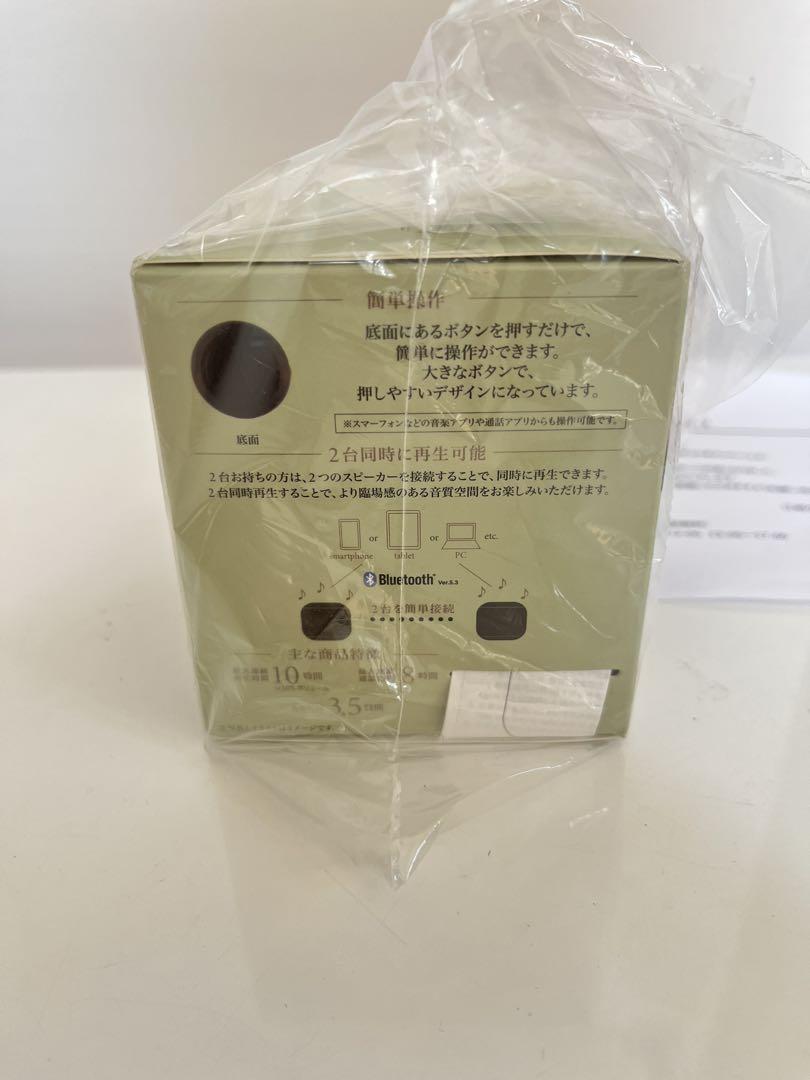 簡単操作
底面にあるボタンを押すだけで、
簡単に操作ができます。
大きなボタンで、
押しやすいデザインになっています。
※スマーフォンなどの音楽アプリや通話アプリからも操作可能です。
底面
2台同時に再生可能
2台お持ちの方は、2つのスピーカーを接続することで、同時に再生できます。
2台同時再生することで、より臨場感のある音質空間をお楽しみいただけます。
smartphone or tablet or PC etc.
Bluetooth Ver.5.3
2台を簡単接続
主な商品特徴
10時間 8時間
3.5時間